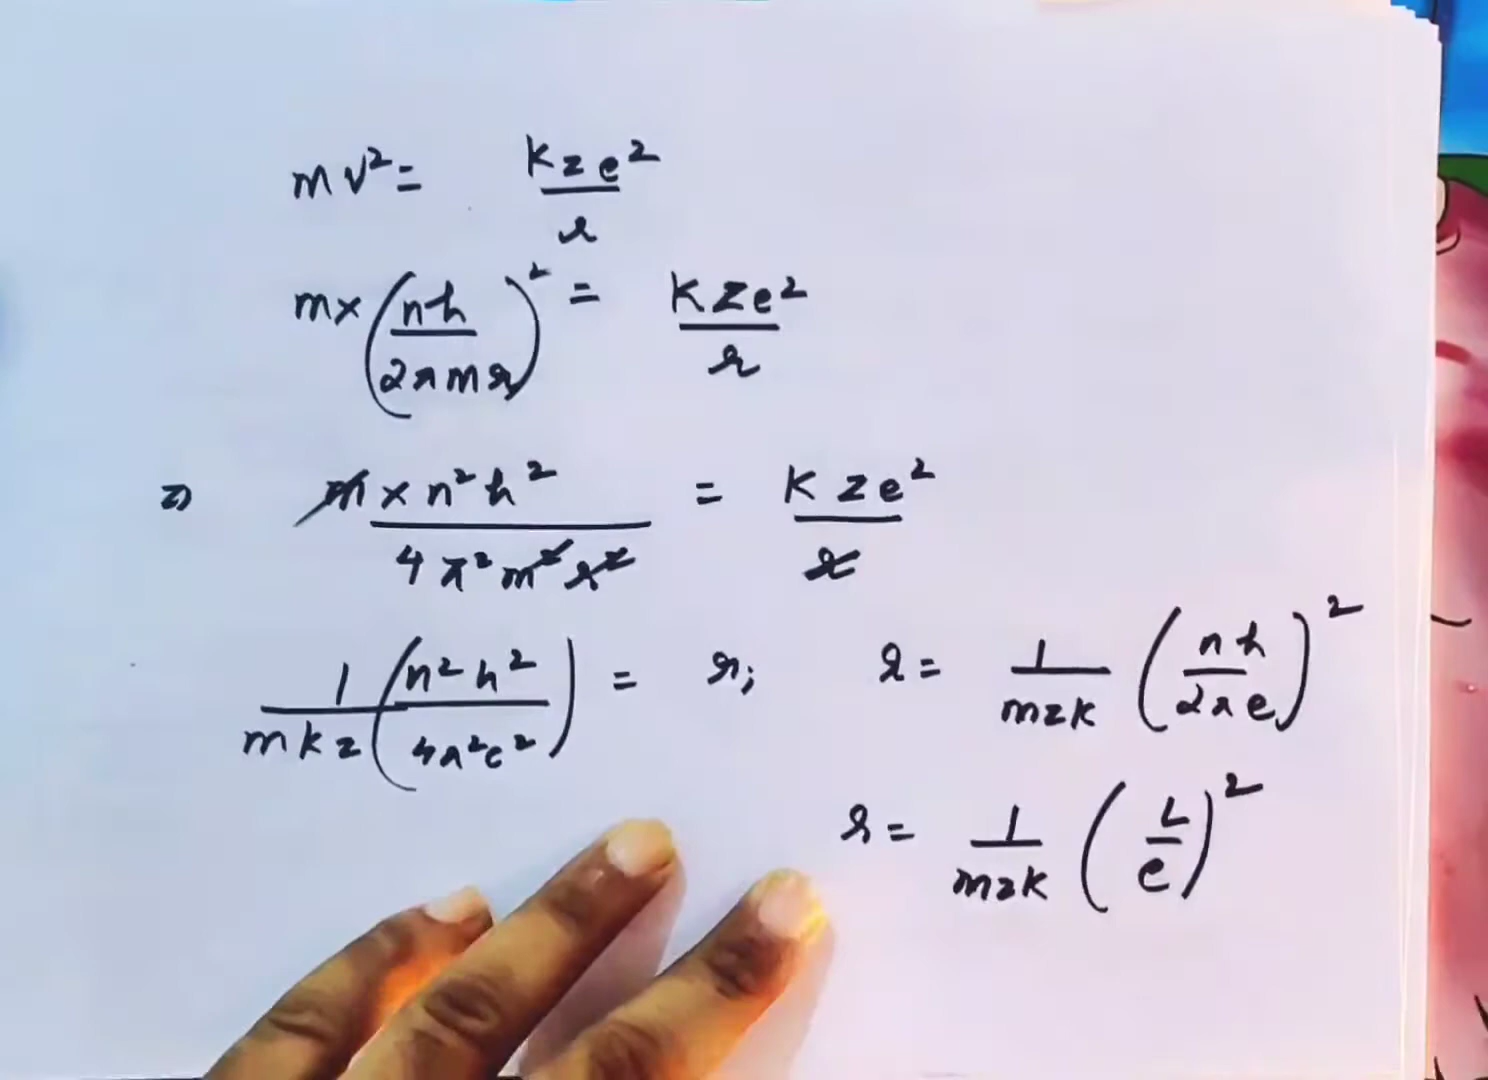 mv² = kze²/r
m×(nh/2πmr)² = kze²/r
⇒ m×n²h²/4π²m²r² = kze²/r
1/mkz (n²h²/4π²e²) = r; r = 1/mzk (nh/2πe)²
r = 1/mzk (L/e)²